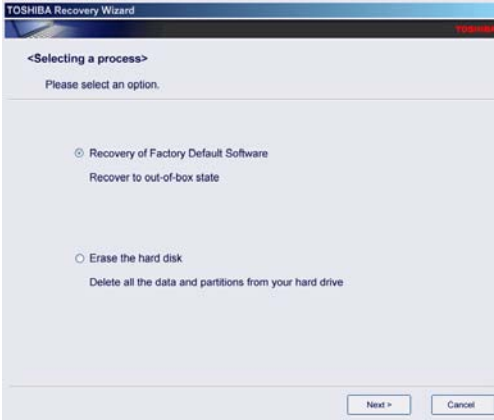 TOSHIBA Recovery Wizard
TOSHIBA
<Selecting a process>
Please select an option.
Recovery of Factory Default Software
Recover to out-of-box state
Erase the hard disk
Delete all the data and partitions from your hard drive
Next > Cancel